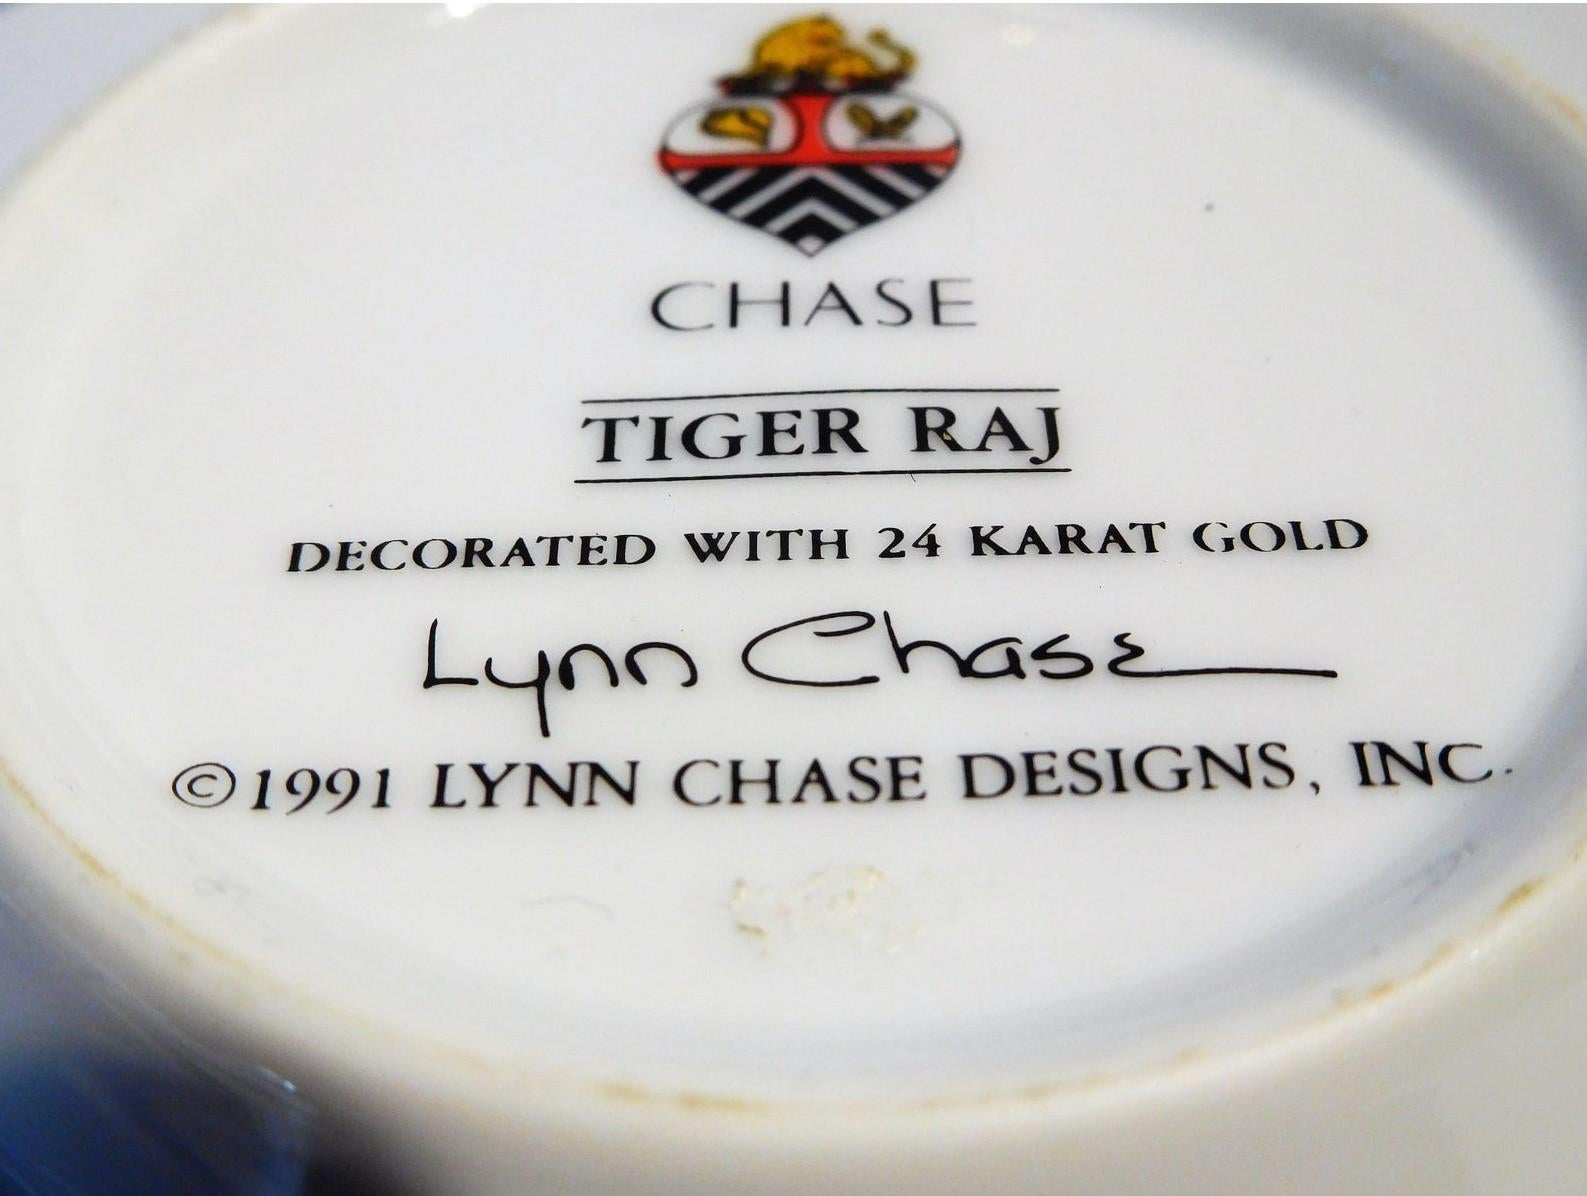 CHASE
TIGER RAJ
DECORATED WITH 24 KARAT GOLD
Lynn Chase
©1991 LYNN CHASE DESIGNS, INC.